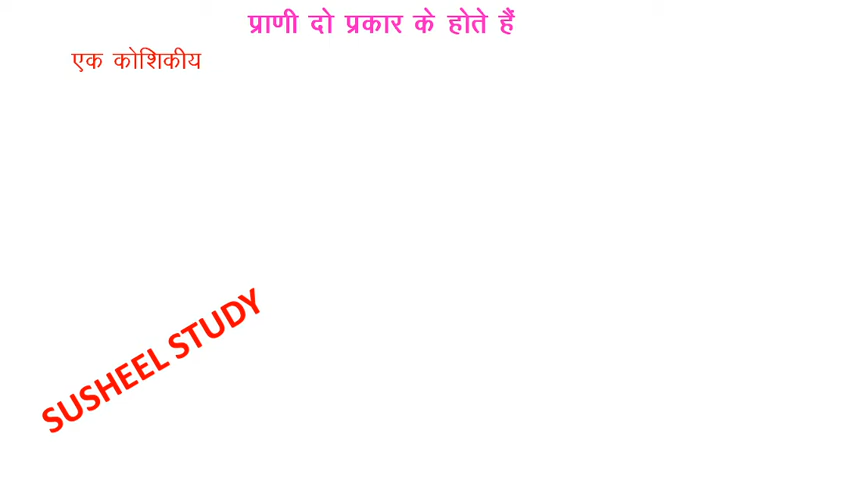 प्राणी दो प्रकार के होते हैं
एक कोशिकीय
SUSHEEL STUDY